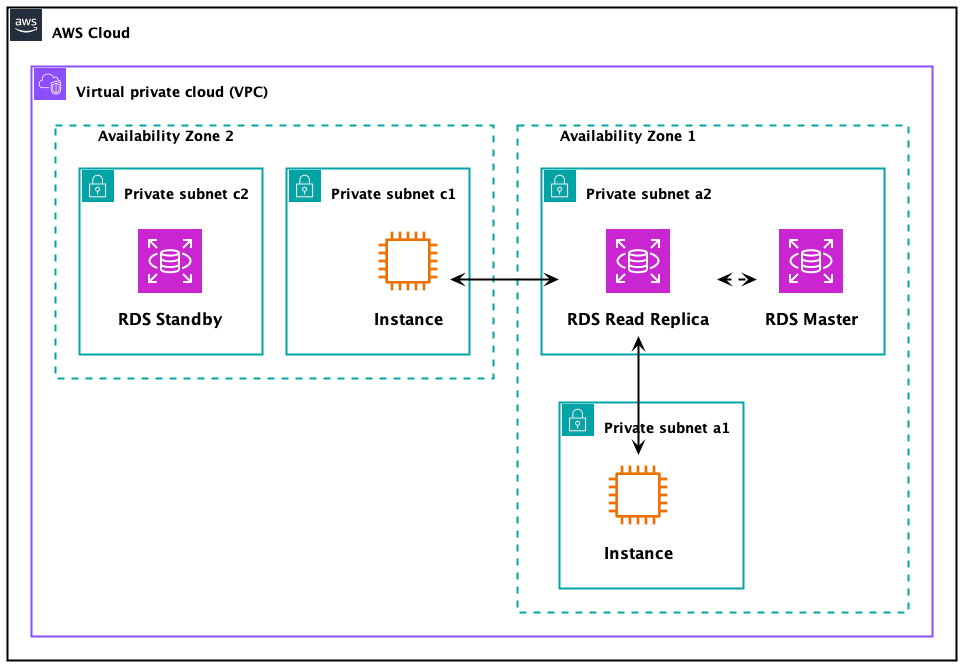 aws
AWS Cloud
Virtual private cloud (VPC)
Availability Zone 2
Private subnet c2
RDS Standby
Private subnet c1
Instance
Availability Zone 1
Private subnet a2
RDS Read Replica
RDS Master
Private subnet a1
Instance